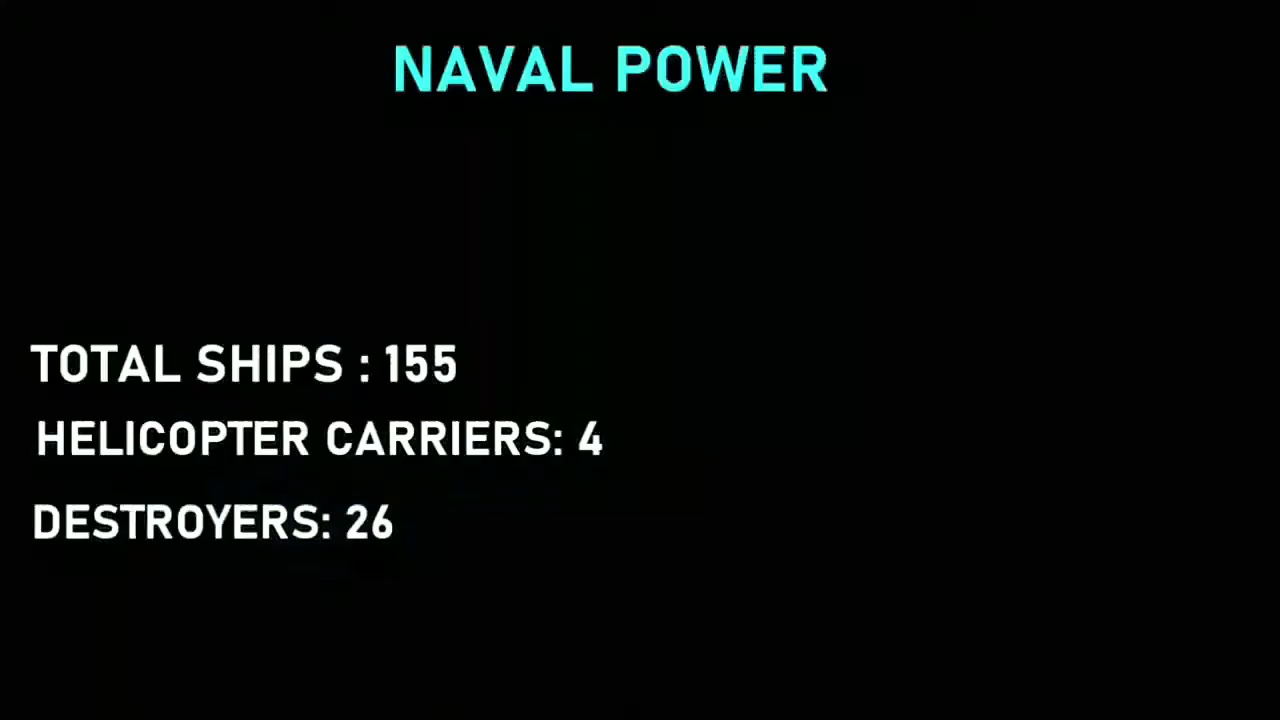 NAVAL POWER
TOTAL SHIPS : 155
HELICOPTER CARRIERS: 4
DESTROYERS: 26